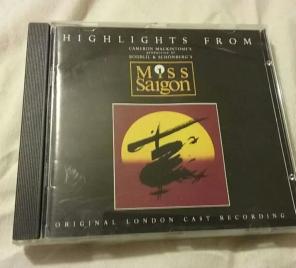 HIGHLIGHTS FROM
CAMERON MACKINTOSH'S
production of
BOUBLIL & SCHÖNBERG'S
Miss
Saigon
ORIGINAL LONDON CAST RECORDING